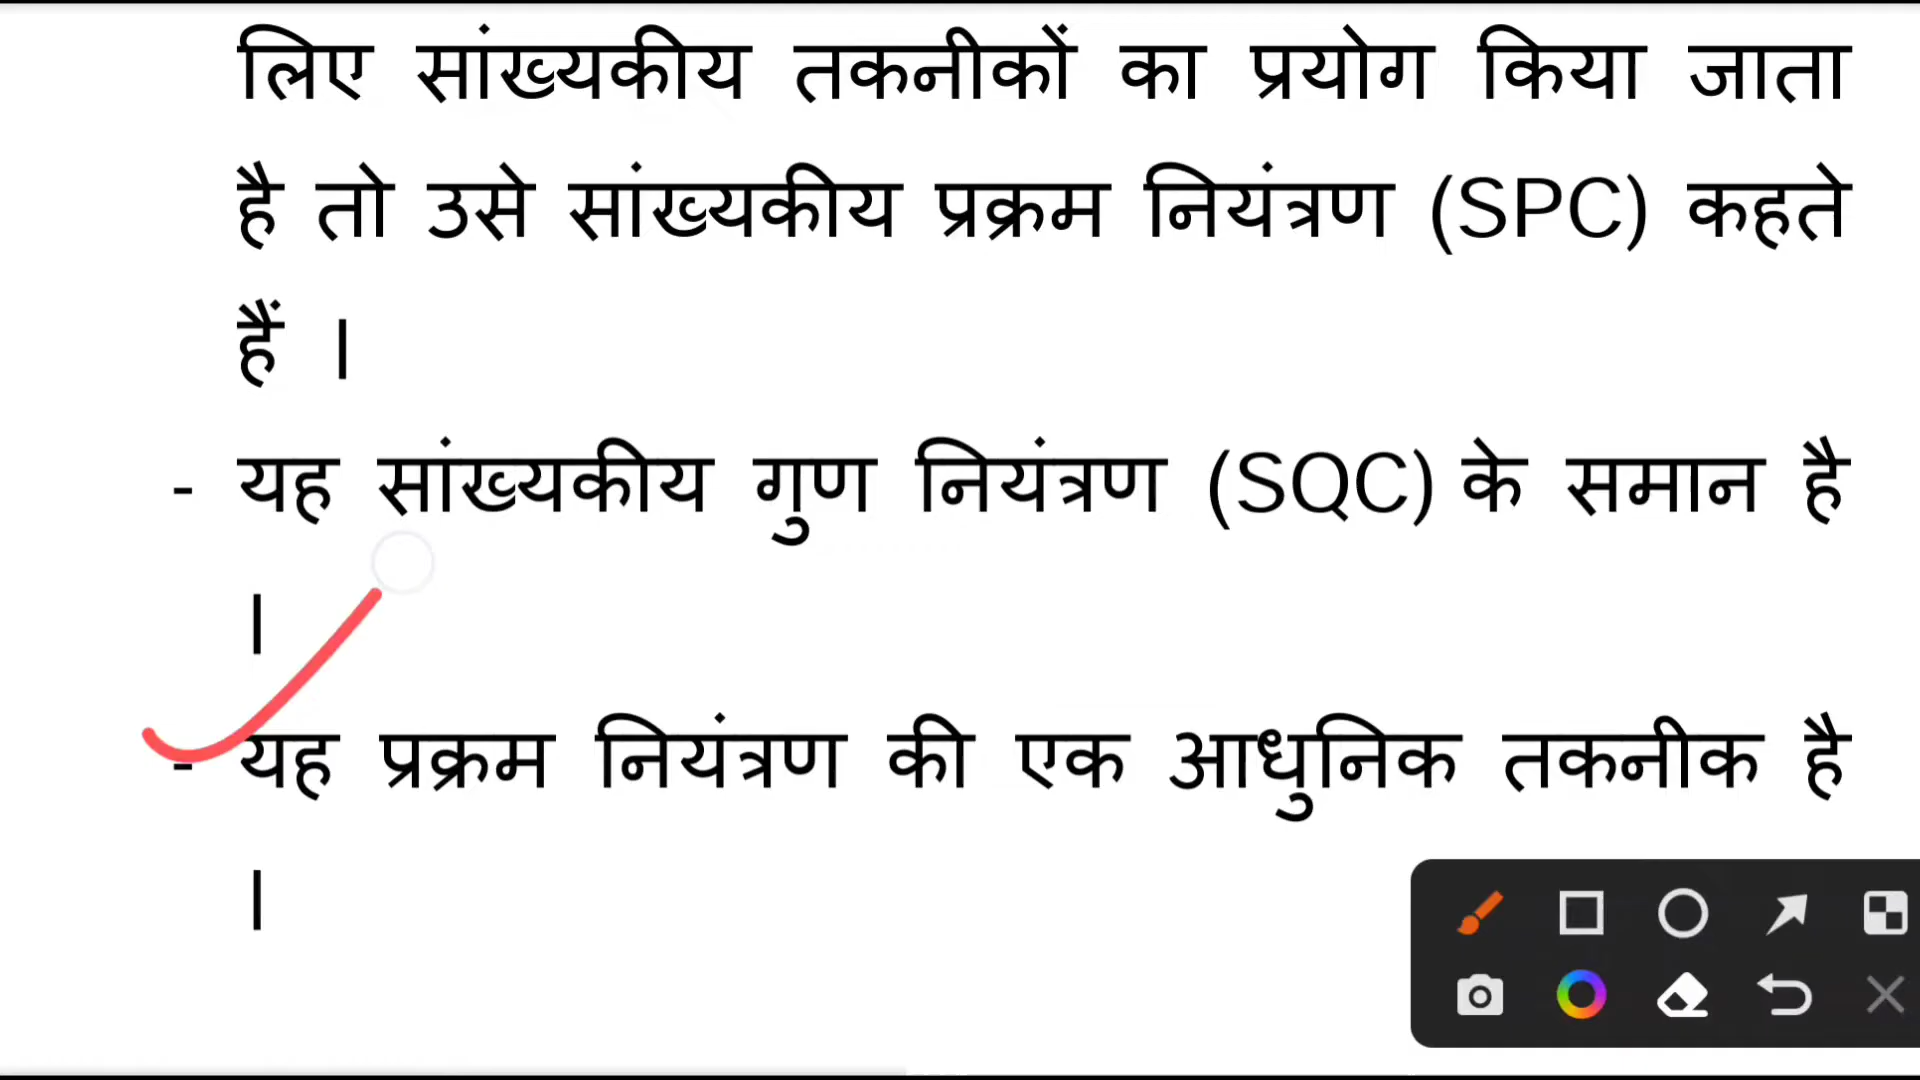 लिए सांख्यकीय तकनीकों का प्रयोग किया जाता
है तो उसे सांख्यकीय प्रक्रम नियंत्रण (SPC) कहते
हैं ।
- यह सांख्यकीय गुण नियंत्रण (SQC) के समान है
।
- यह प्रक्रम नियंत्रण की एक आधुनिक तकनीक है
।